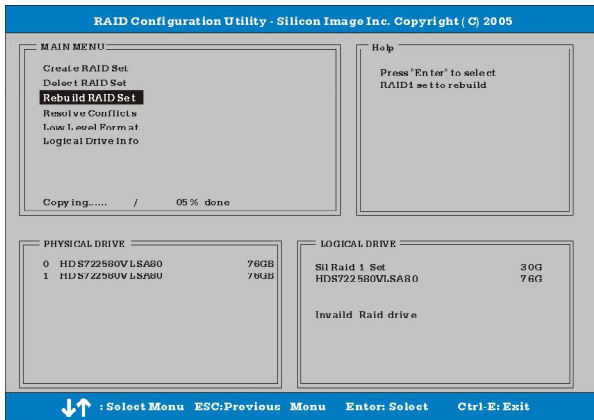 RAID Configuration Utility - Silicon Image Inc. Copyright ( C) 2005
MAIN MENU
Create RAID Set
Delect RAID Set
Rebuild RAID Set
Resolve Conflicts
Low Level Format
Logical Drive Info
Copying...... / 05 % done
Help
Press "Enter" to select
RAID1 set to rebuild
PHYSICAL DRIVE
0 HDS722580VLSA80 76GB
1 HDS722580VLSA80 76GB
LOGICAL DRIVE
Sil Raid 1 Set 30G
HDS722580VLSA80 76G
Invaild Raid drive
↓↑ : Select Menu ESC:Previous Menu Enter: Select Ctrl-E: Exit